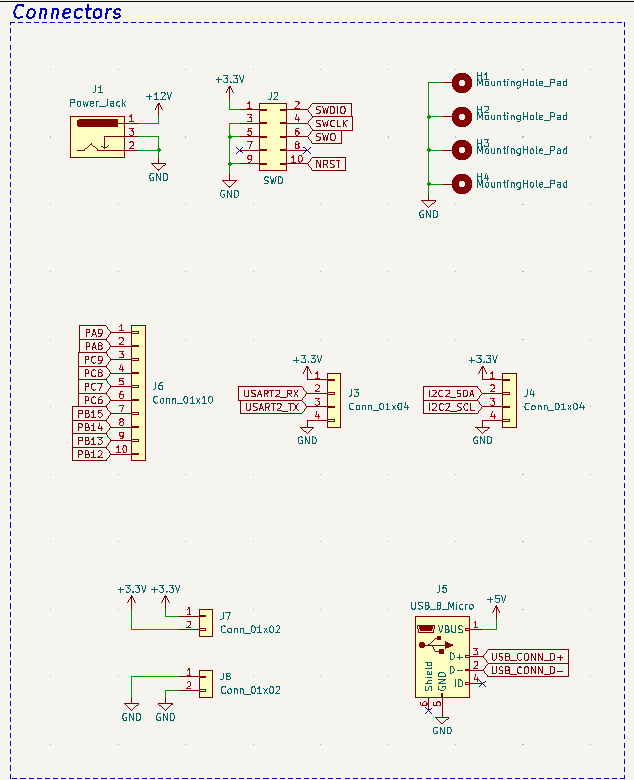 Connectors
J1
Power_Jack
+12V
1
3
2
GND
+3.3V
J2
1 2 SWDIO
3 4 SWCLK
5 6 SWO
7 8
9 10 NRST
GND
SWD
H1
MountingHole_Pad
H2
MountingHole_Pad
H3
MountingHole_Pad
H4
MountingHole_Pad
GND
PA9 1
PA8 2
PC9 3
PC8 4
PC7 5
PC6 6
PB15 7
PB14 8
PB13 9
PB12 10
J6
Conn_01x10
+3.3V
1
USART2_RX 2
USART2_TX 3
4
GND
J3
Conn_01x04
+3.3V
1
I2C2_SDA 2
I2C2_SCL 3
4
GND
J4
Conn_01x04
+3.3V +3.3V
1
2
J7
Conn_01x02
1
2
J8
Conn_01x02
GND GND
J5
USB_B_Micro
+5V
VBUS 1
D+ 3 USB_CONN_D+
D- 2 USB_CONN_D-
ID 4
Shield
GND
6
5
GND